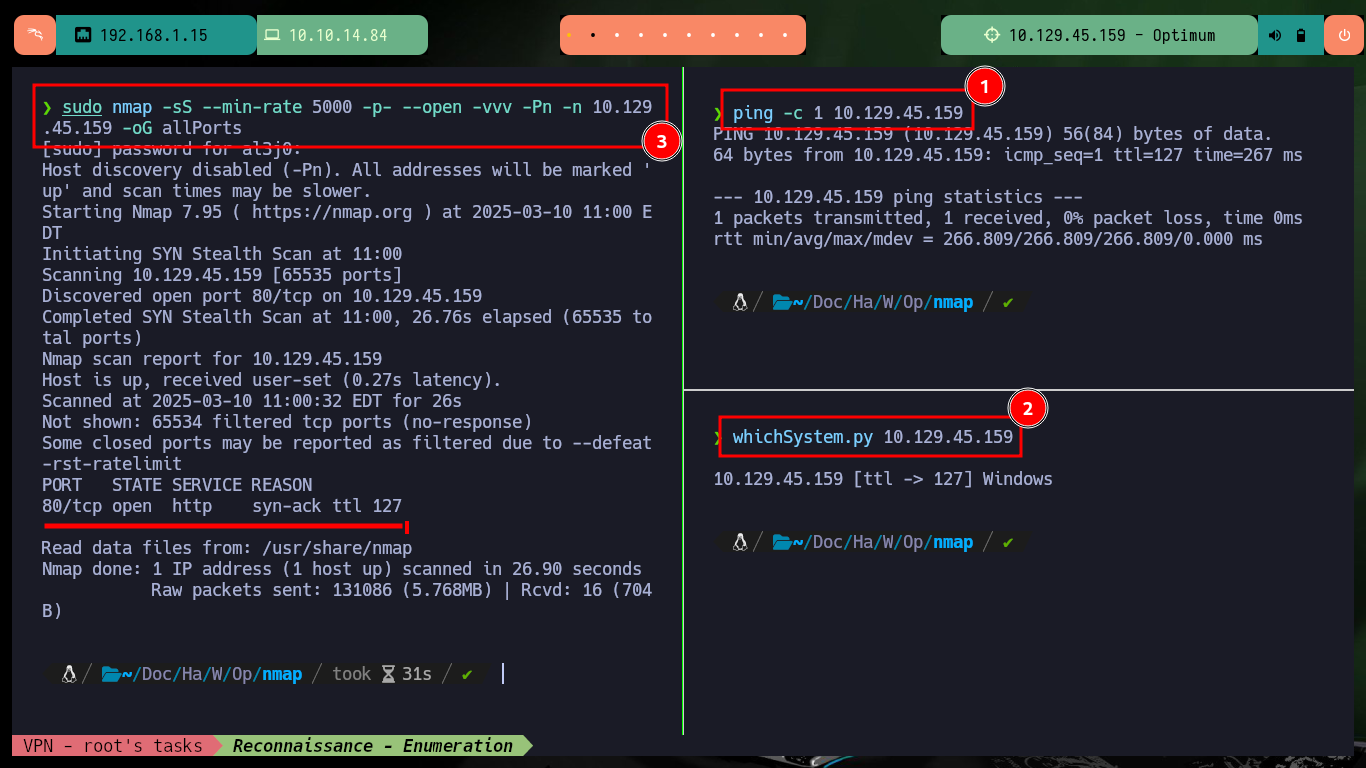 192.168.1.15
10.10.14.84
10.129.45.159 - Optimum
❯ sudo nmap -sS --min-rate 5000 -p- --open -vvv -Pn -n 10.129
.45.159 -oG allPorts
3
[sudo] password for al3j0:
Host discovery disabled (-Pn). All addresses will be marked '
up' and scan times may be slower.
Starting Nmap 7.95 ( https://nmap.org ) at 2025-03-10 11:00 E
DT
Initiating SYN Stealth Scan at 11:00
Scanning 10.129.45.159 [65535 ports]
Discovered open port 80/tcp on 10.129.45.159
Completed SYN Stealth Scan at 11:00, 26.76s elapsed (65535 to
tal ports)
Nmap scan report for 10.129.45.159
Host is up, received user-set (0.27s latency).
Scanned at 2025-03-10 11:00:32 EDT for 26s
Not shown: 65534 filtered tcp ports (no-response)
Some closed ports may be reported as filtered due to --defeat
-rst-ratelimit
PORT   STATE SERVICE REASON
80/tcp open  http    syn-ack ttl 127
Read data files from: /usr/share/nmap
Nmap done: 1 IP address (1 host up) scanned in 26.90 seconds
Raw packets sent: 131086 (5.768MB) | Rcvd: 16 (704
B)
/ ~/Doc/Ha/W/Op/nmap / took 31s / ✔
1
❯ ping -c 1 10.129.45.159
PING 10.129.45.159 (10.129.45.159) 56(84) bytes of data.
64 bytes from 10.129.45.159: icmp_seq=1 ttl=127 time=267 ms
--- 10.129.45.159 ping statistics ---
1 packets transmitted, 1 received, 0% packet loss, time 0ms
rtt min/avg/max/mdev = 266.809/266.809/266.809/0.000 ms
/ ~/Doc/Ha/W/Op/nmap / ✔
2
❯ whichSystem.py 10.129.45.159
10.129.45.159 [ttl -> 127] Windows
/ ~/Doc/Ha/W/Op/nmap / ✔
VPN - root's tasks
Reconnaissance - Enumeration